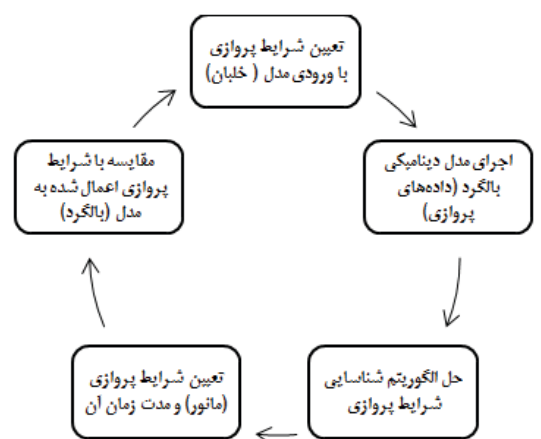 تعیین شرایط پروازی
با ورودی مدل ( خلبان)
اجرای مدل دینامیکی
بالگرد (داده‌های
پروازی)
حل الگوریتم شناسایی
شرایط پروازی
تعیین شرایط پروازی
(مانور) و مدت زمان آن
مقایسه با شرایط
پروازی اعمال شده به
مدل (بالگرد)